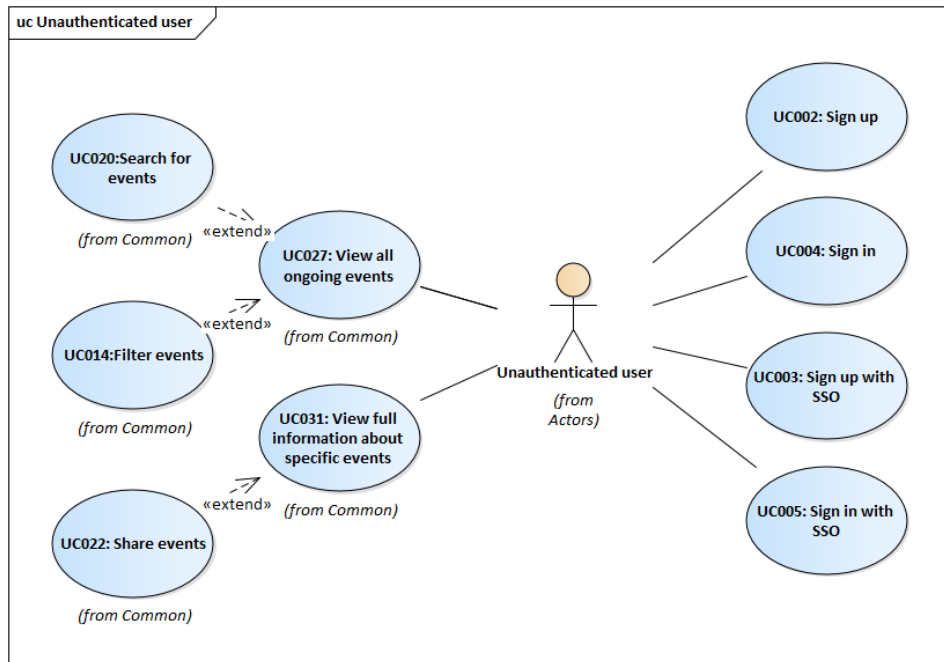 uc Unauthenticated user
UC020:Search for
events
(from Common)
«extend»
UC027: View all
ongoing events
(from Common)
UC014:Filter events
(from Common)
«extend»
UC031: View full
information about
specific events
(from Common)
UC022: Share events
(from Common)
«extend»
Unauthenticated user
(from
Actors)
UC002: Sign up
UC004: Sign in
UC003: Sign up with
SSO
UC005: Sign in with
SSO